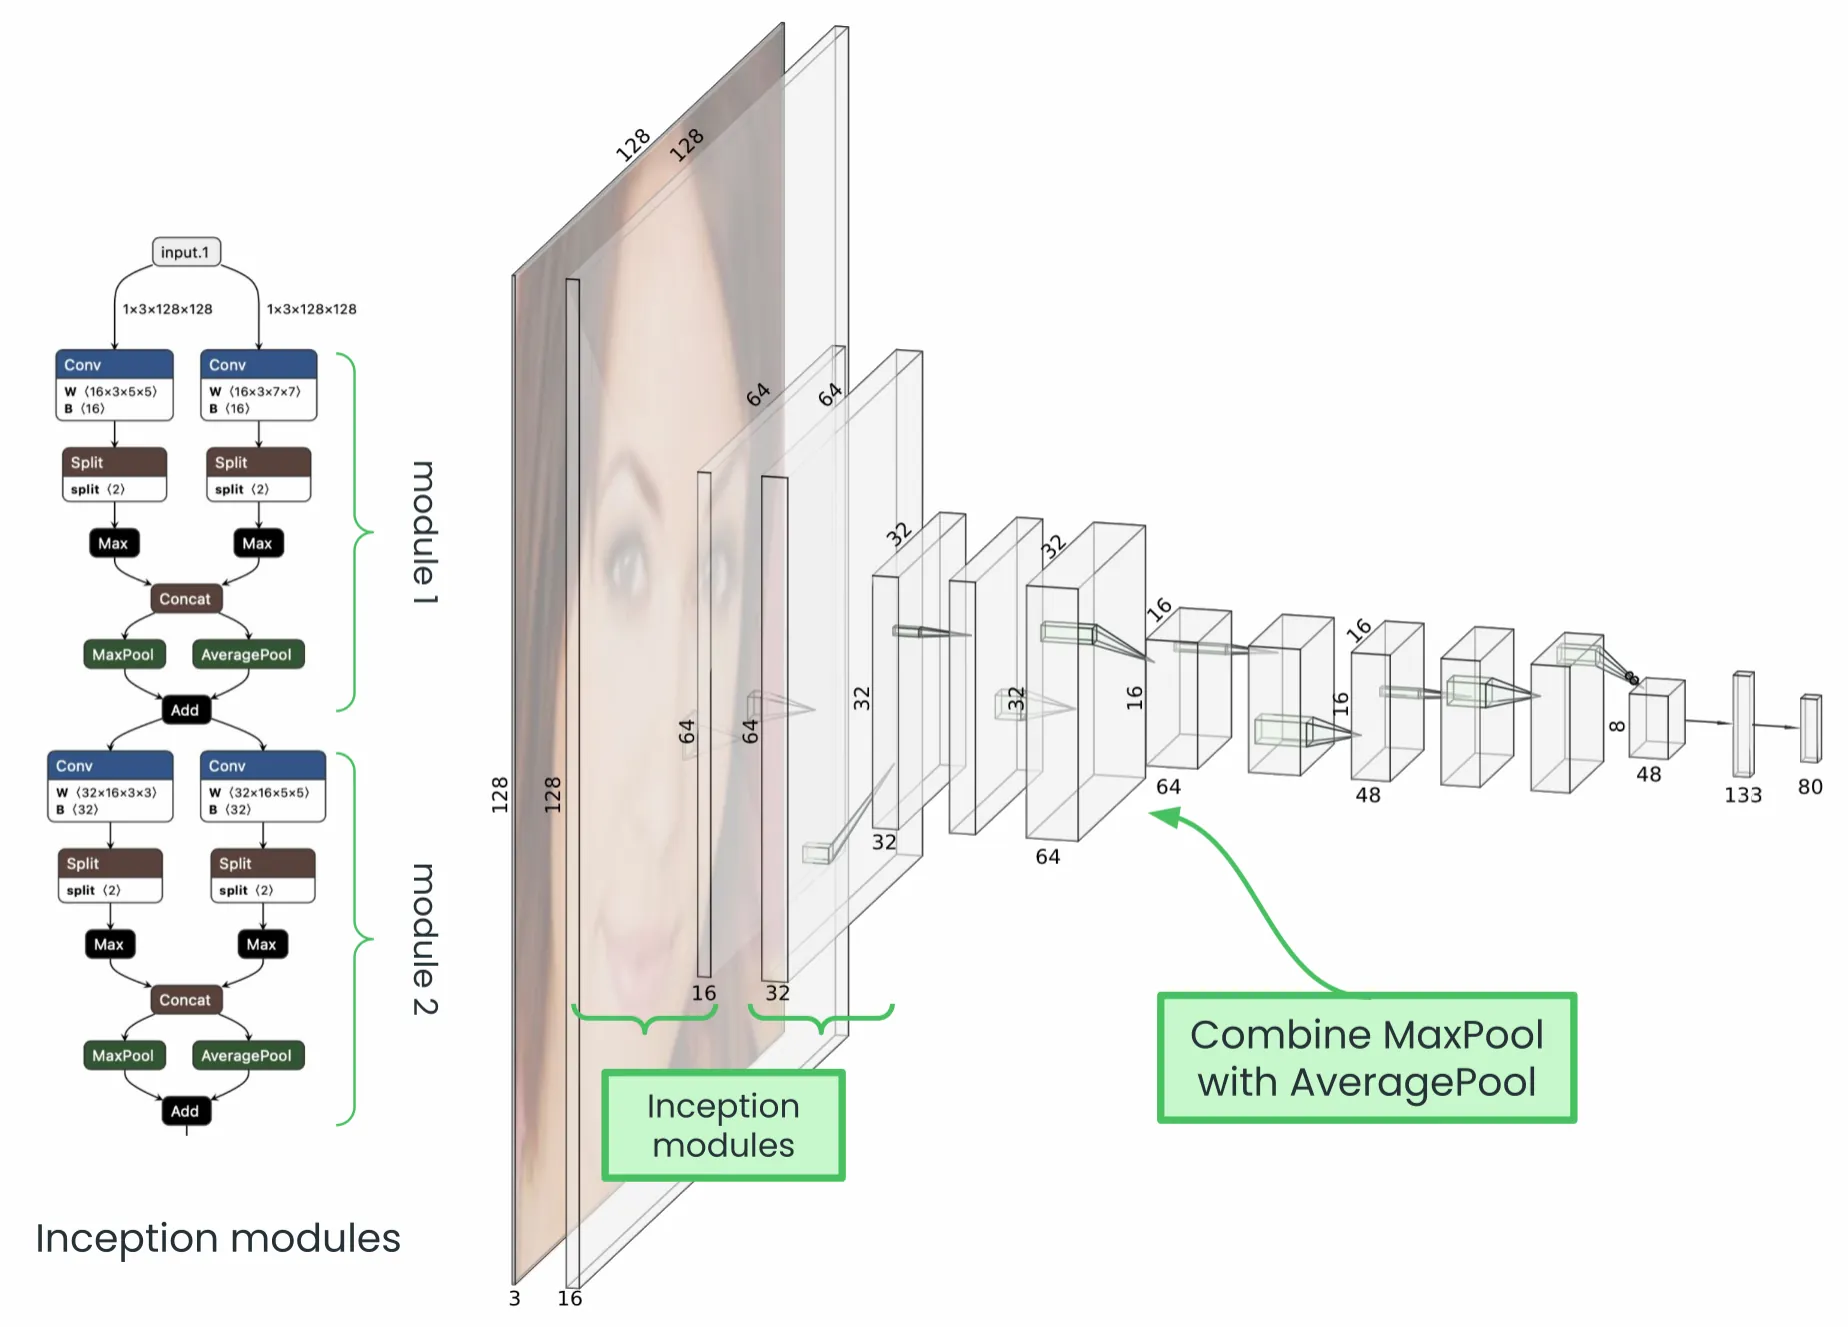 input.1
1×3×128×128
1×3×128×128
Conv
W ⟨16×3×5×5⟩
B ⟨16⟩
Conv
W ⟨16×3×7×7⟩
B ⟨16⟩
Split
split ⟨2⟩
Split
split ⟨2⟩
Max
Max
Concat
MaxPool
AveragePool
Add
module 1
Conv
W ⟨32×16×3×3⟩
B ⟨32⟩
Conv
W ⟨32×16×5×5⟩
B ⟨32⟩
Split
split ⟨2⟩
Split
split ⟨2⟩
Max
Max
Concat
MaxPool
AveragePool
Add
module 2
Inception modules
128
128
128
128
3
16
64
64
64
64
16
32
Inception
modules
32
32
32
32
32
64
16
16
64
16
16
48
8
8
48
133
80
Combine MaxPool
with AveragePool